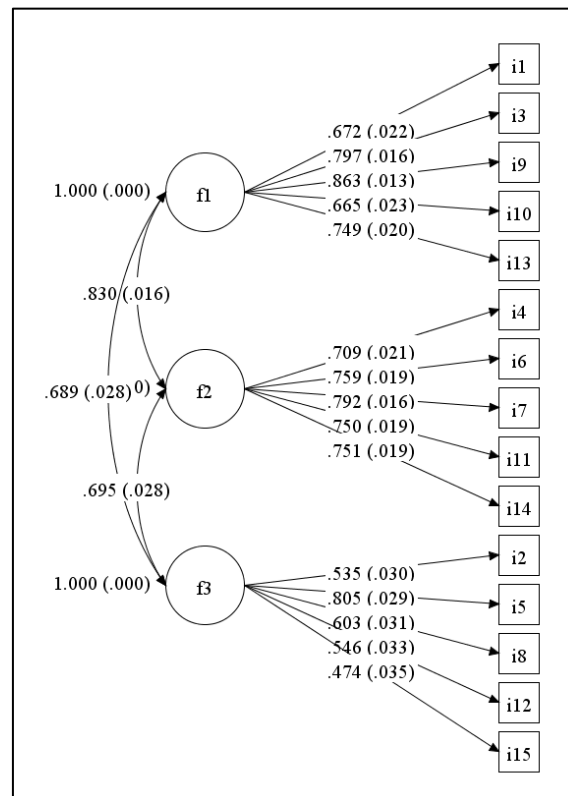 i1
i3
.672 (.022)
.797 (.016)
i9
.863 (.013)
1.000 (.000)
f1
.665 (.023)
i10
.749 (.020)
i13
.830 (.016)
i4
.709 (.021)
i6
.759 (.019)
.689 (.028)
0)
f2
.792 (.016)
i7
.750 (.019)
i11
.751 (.019)
.695 (.028)
i14
i2
.535 (.030)
1.000 (.000)
f3
.805 (.029)
i5
.603 (.031)
i8
.546 (.033)
.474 (.035)
i12
i15